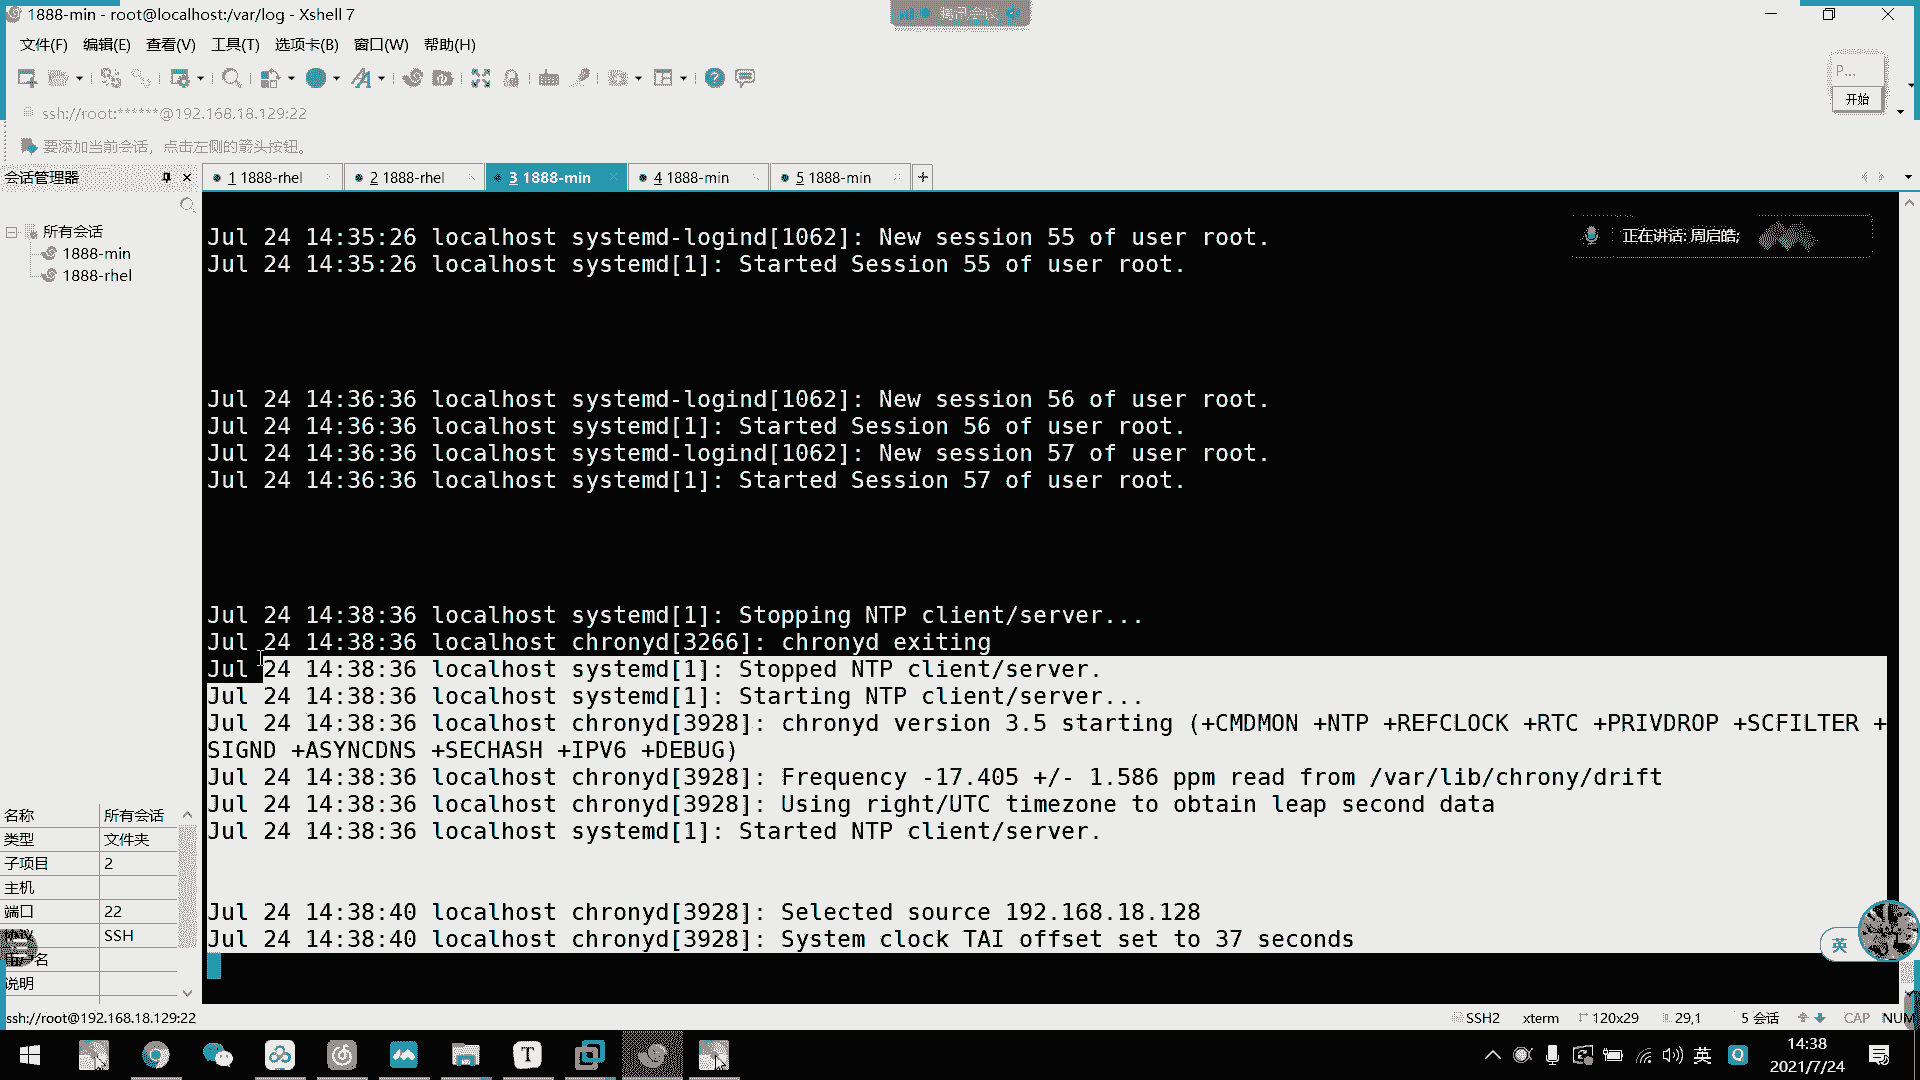 1888-min - root@localhost:/var/log - Xshell 7
腾讯会议
文件(F) 编辑(E) 查看(V) 工具(T) 选项卡(B) 窗口(W) 帮助(H)
P...
开始
ssh://root:******@192.168.18.129:22
要添加当前会话，点击左侧的箭头按钮。
会话管理器
1 1888-rhel
2 1888-rhel
3 1888-min
4 1888-min
5 1888-min
所有会话
1888-min
1888-rhel
正在讲话: 周启皓;
Jul 24 14:35:26 localhost systemd-logind[1062]: New session 55 of user root.
Jul 24 14:35:26 localhost systemd[1]: Started Session 55 of user root.
Jul 24 14:36:36 localhost systemd-logind[1062]: New session 56 of user root.
Jul 24 14:36:36 localhost systemd[1]: Started Session 56 of user root.
Jul 24 14:36:36 localhost systemd-logind[1062]: New session 57 of user root.
Jul 24 14:36:36 localhost systemd[1]: Started Session 57 of user root.
Jul 24 14:38:36 localhost systemd[1]: Stopping NTP client/server...
Jul 24 14:38:36 localhost chronyd[3266]: chronyd exiting
Jul 24 14:38:36 localhost systemd[1]: Stopped NTP client/server.
Jul 24 14:38:36 localhost systemd[1]: Starting NTP client/server...
Jul 24 14:38:36 localhost chronyd[3928]: chronyd version 3.5 starting (+CMDMON +NTP +REFCLOCK +RTC +PRIVDROP +SCFILTER +
SIGND +ASYNCDNS +SECHASH +IPV6 +DEBUG)
Jul 24 14:38:36 localhost chronyd[3928]: Frequency -17.405 +/- 1.586 ppm read from /var/lib/chrony/drift
Jul 24 14:38:36 localhost chronyd[3928]: Using right/UTC timezone to obtain leap second data
Jul 24 14:38:36 localhost systemd[1]: Started NTP client/server.
Jul 24 14:38:40 localhost chronyd[3928]: Selected source 192.168.18.128
Jul 24 14:38:40 localhost chronyd[3928]: System clock TAI offset set to 37 seconds
名称 所有会话
类型 文件夹
子项目 2
主机
端口 22
SSH
名
说明
英
ssh://root@192.168.18.129:22
SSH2 xterm 120x29 29,1 5 会话 CAP NUM
英
14:38
2021/7/24